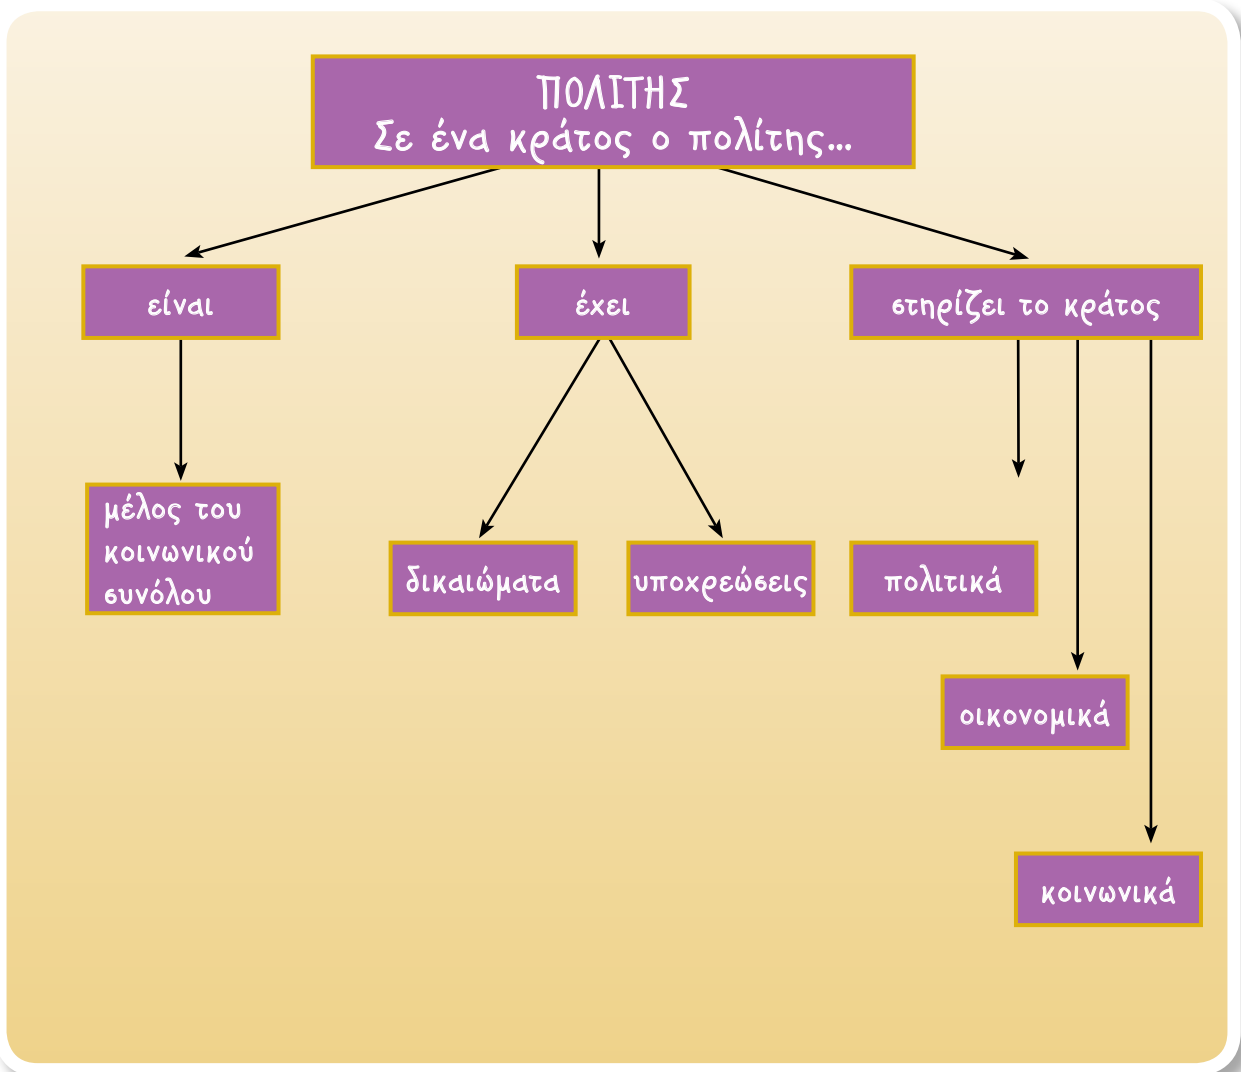 ΠΟΛΙΤΗΣ
Σε ένα κράτος ο πολίτης...
είναι
έχει
στηρίζει το κράτος
μέλος του
κοινωνικού
συνόλου
δικαιώματα
υποχρεώσεις
πολιτικά
οικονομικά
κοινωνικά